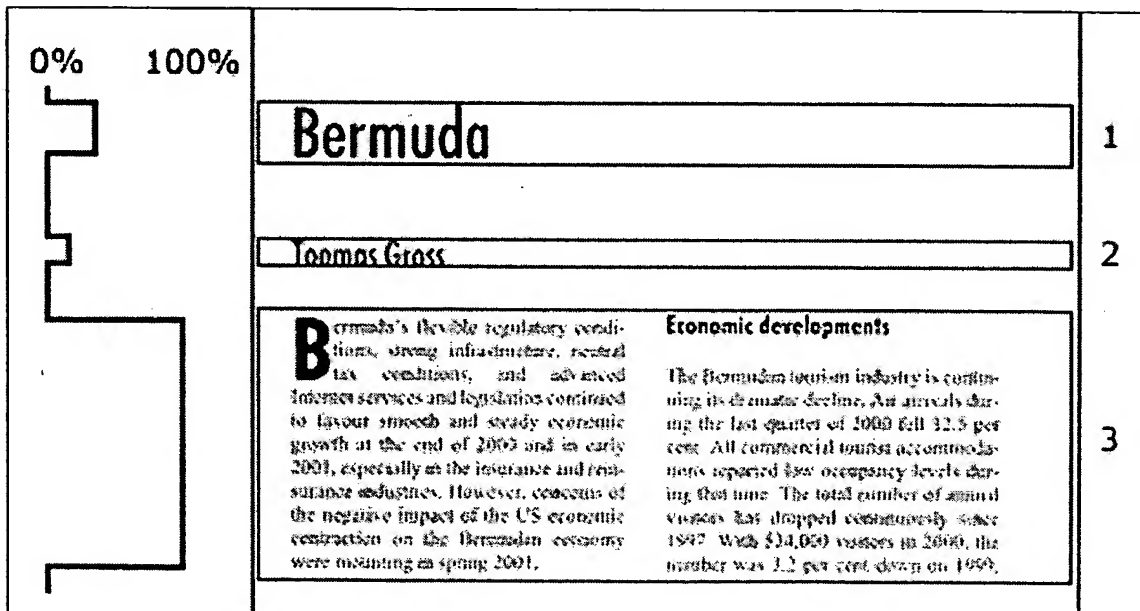 0% 100%
Bermuda
1
Toomas Gross
2
Bermuda's flexible regulatory condi-
tions, strong infrastructure, neutral
tax conditions, and advanced
Internet services and legislation continued
to favour smooth and steady economic
growth at the end of 2000 and in early
2001, especially in the insurance and rein-
surance industries. However, concerns of
the negative impact of the US economic
contraction on the Bermudan economy
were mounting in spring 2001.
Economic developments
The Bermudan tourism industry is contin-
uing its dramatic decline. Air arrivals dur-
ing the last quarter of 2000 fell 12.5 per
cent. All commercial tourist accommoda-
tions reported low occupancy levels dur-
ing that time. The total number of annual
visitors has dropped continuously since
1997. With 534,000 visitors in 2000, the
number was 3.2 per cent down on 1999,
3